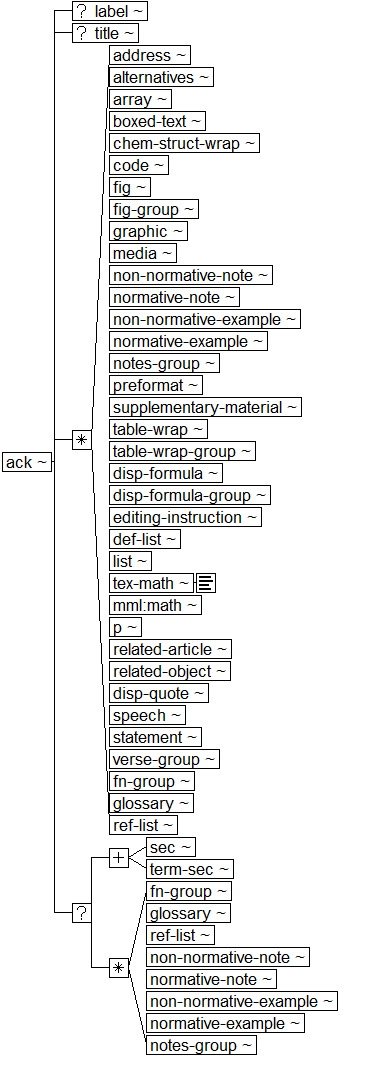 ? label ~
? title ~
address ~
alternatives ~
array ~
boxed-text ~
chem-struct-wrap ~
code ~
fig ~
fig-group ~
graphic ~
media ~
non-normative-note ~
normative-note ~
non-normative-example ~
normative-example ~
notes-group ~
preformat ~
supplementary-material ~
table-wrap ~
*
table-wrap-group ~
ack ~
disp-formula ~
disp-formula-group ~
editing-instruction ~
def-list ~
list ~
tex-math ~
mml:math ~
p ~
related-article ~
related-object ~
disp-quote ~
speech ~
statement ~
verse-group ~
fn-group ~
glossary ~
ref-list ~
sec ~
+
term-sec ~
fn-group ~
?
glossary ~
ref-list ~
non-normative-note ~
*
normative-note ~
non-normative-example ~
normative-example ~
notes-group ~